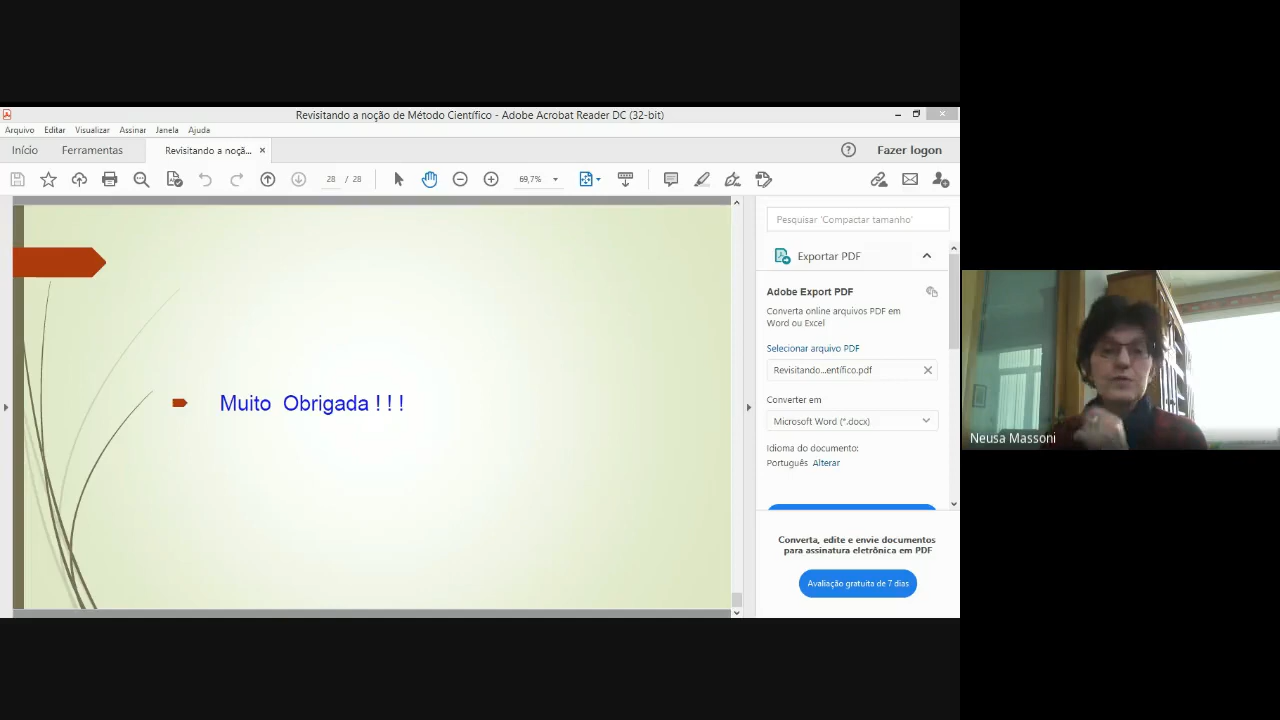 Revisitando a noção de Método Científico - Adobe Acrobat Reader DC (32-bit)
Arquivo Editar Visualizar Assinar Janela Ajuda
Início Ferramentas Revisitando a noçã... Fazer logon
28 / 28 69,7%
Pesquisar 'Compactar tamanho'
Exportar PDF
Adobe Export PDF
Converta online arquivos PDF em
Word ou Excel
Selecionar arquivo PDF
Revisitando...entífico.pdf
Converter em
Microsoft Word (*.docx)
Idioma do documento:
Português Alterar
Converta, edite e envie documentos
para assinatura eletrônica em PDF
Avaliação gratuita de 7 dias
Muito Obrigada ! ! !
Neusa Massoni